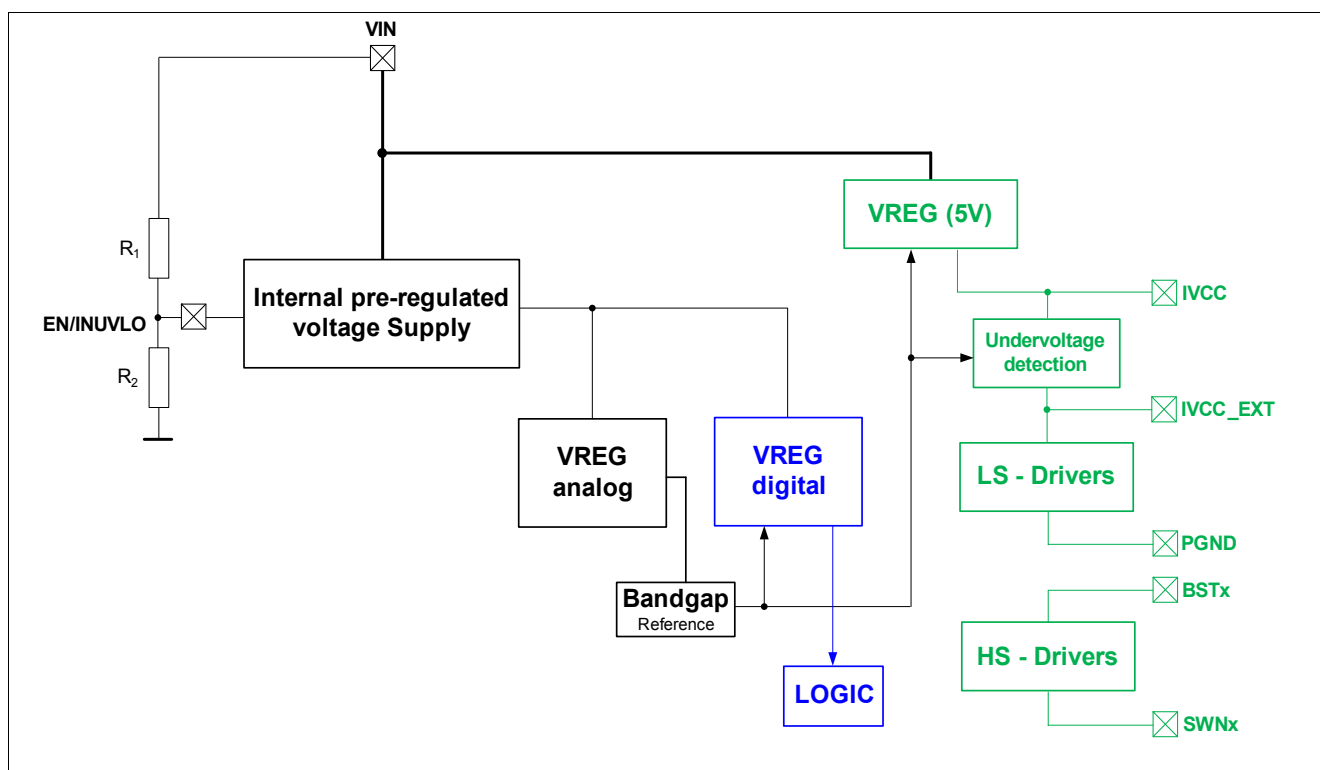 VIN
VREG (5V)
R1
Internal pre-regulated
voltage Supply
IVCC
EN/INUVLO
Undervoltage
detection
R2
IVCC_EXT
VREG
analog
VREG
digital
LS - Drivers
PGND
Bandgap
Reference
BSTx
HS - Drivers
LOGIC
SWNx